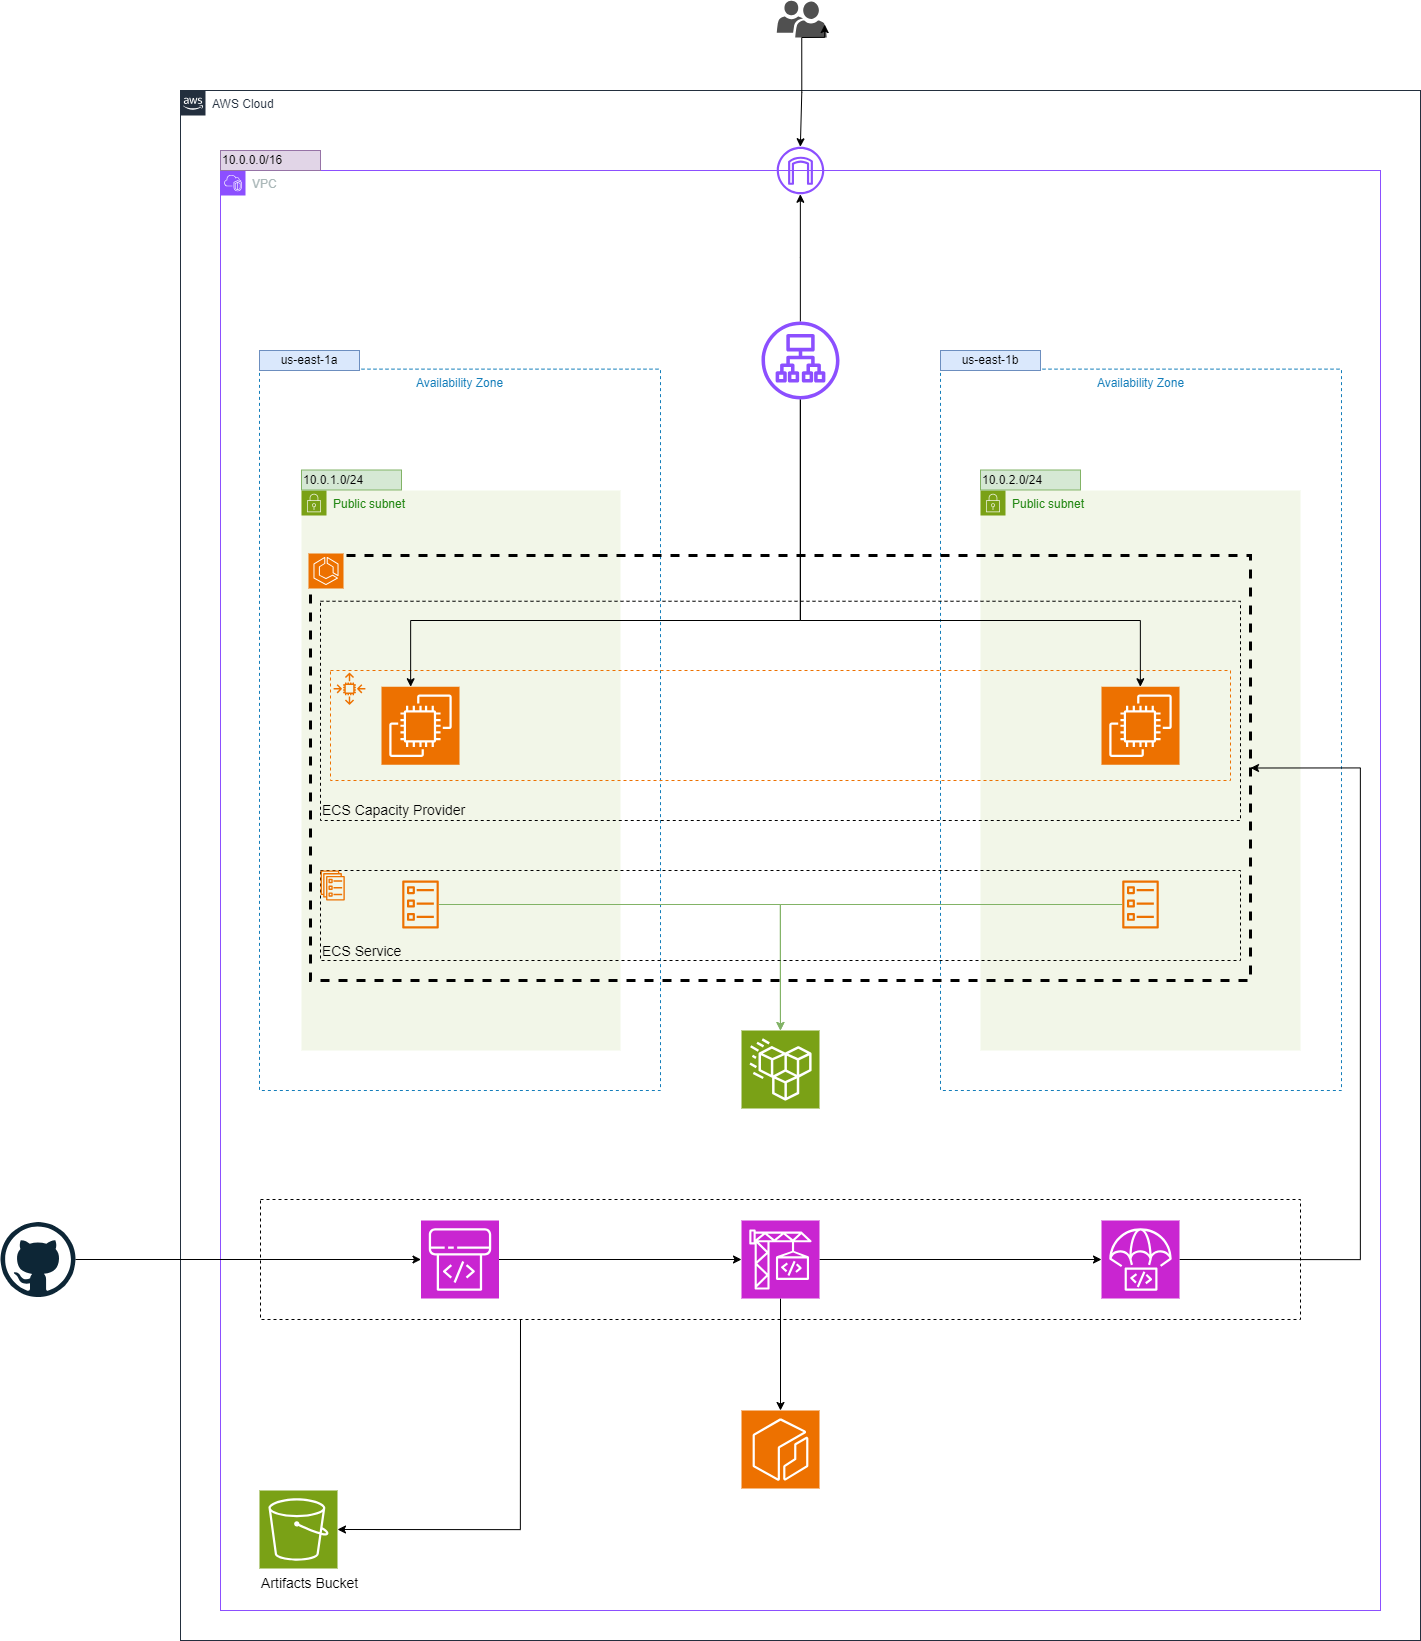 aws
AWS Cloud
10.0.0.0/16
VPC
us-east-1a
us-east-1b
Availability Zone
Availability Zone
10.0.1.0/24
10.0.2.0/24
Public subnet
Public subnet
ECS Capacity Provider
ECS Service
</>
</>
</>
Artifacts Bucket